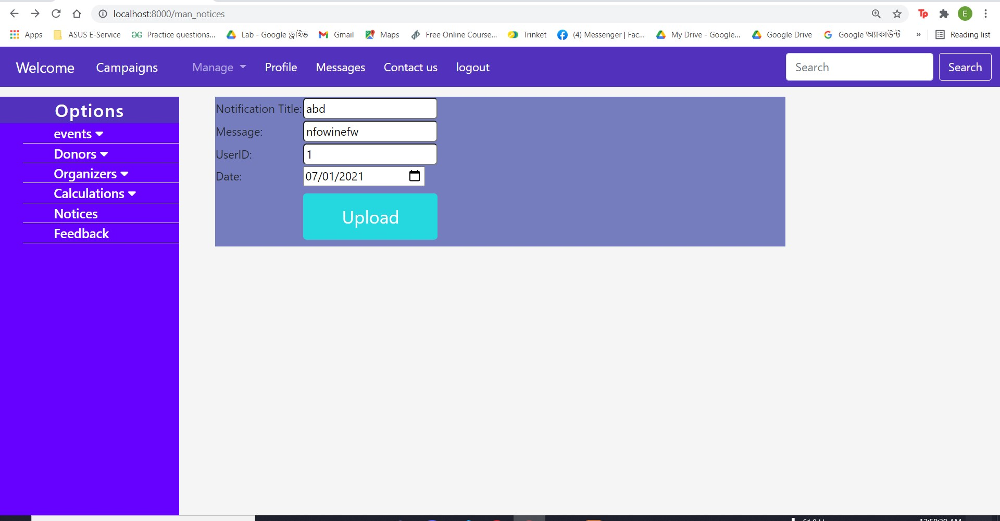 localhost:8000/man_notices
E
Apps ASUS E-Service Practice questions... Lab - Google ড্রাইভ Gmail Maps Free Online Course... Trinket (4) Messenger | Fac... My Drive - Google... Google Drive Google অ্যাকাউন্ট » Reading list
Welcome Campaigns Manage Profile Messages Contact us logout Search Search
Options
events
Donors
Organizers
Calculations
Notices
Feedback
Notification Title: abd
Message: nfowinefw
UserID: 1
Date: 07/01/2021
Upload